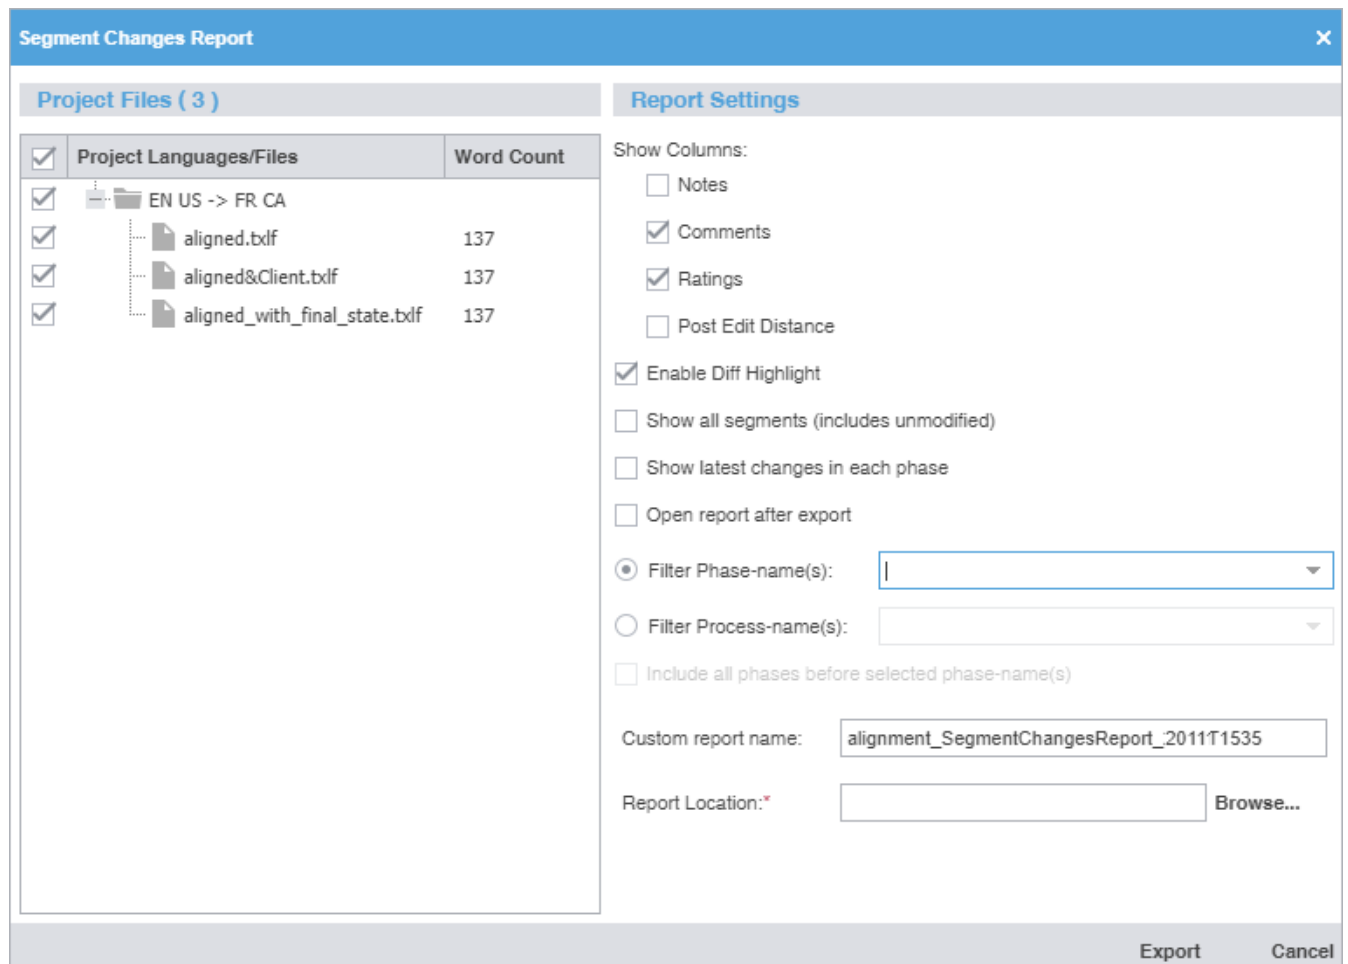 Segment Changes Report
Project Files ( 3 )
Project Languages/Files Word Count
EN US -> FR CA
aligned.txlf 137
aligned&Client.txlf 137
aligned_with_final_state.txlf 137
Report Settings
Show Columns:
Notes
Comments
Ratings
Post Edit Distance
Enable Diff Highlight
Show all segments (includes unmodified)
Show latest changes in each phase
Open report after export
Filter Phase-name(s):
Filter Process-name(s):
Include all phases before selected phase-name(s)
Custom report name: alignment_SegmentChangesReport_20111T1535
Report Location:* Browse...
Export Cancel